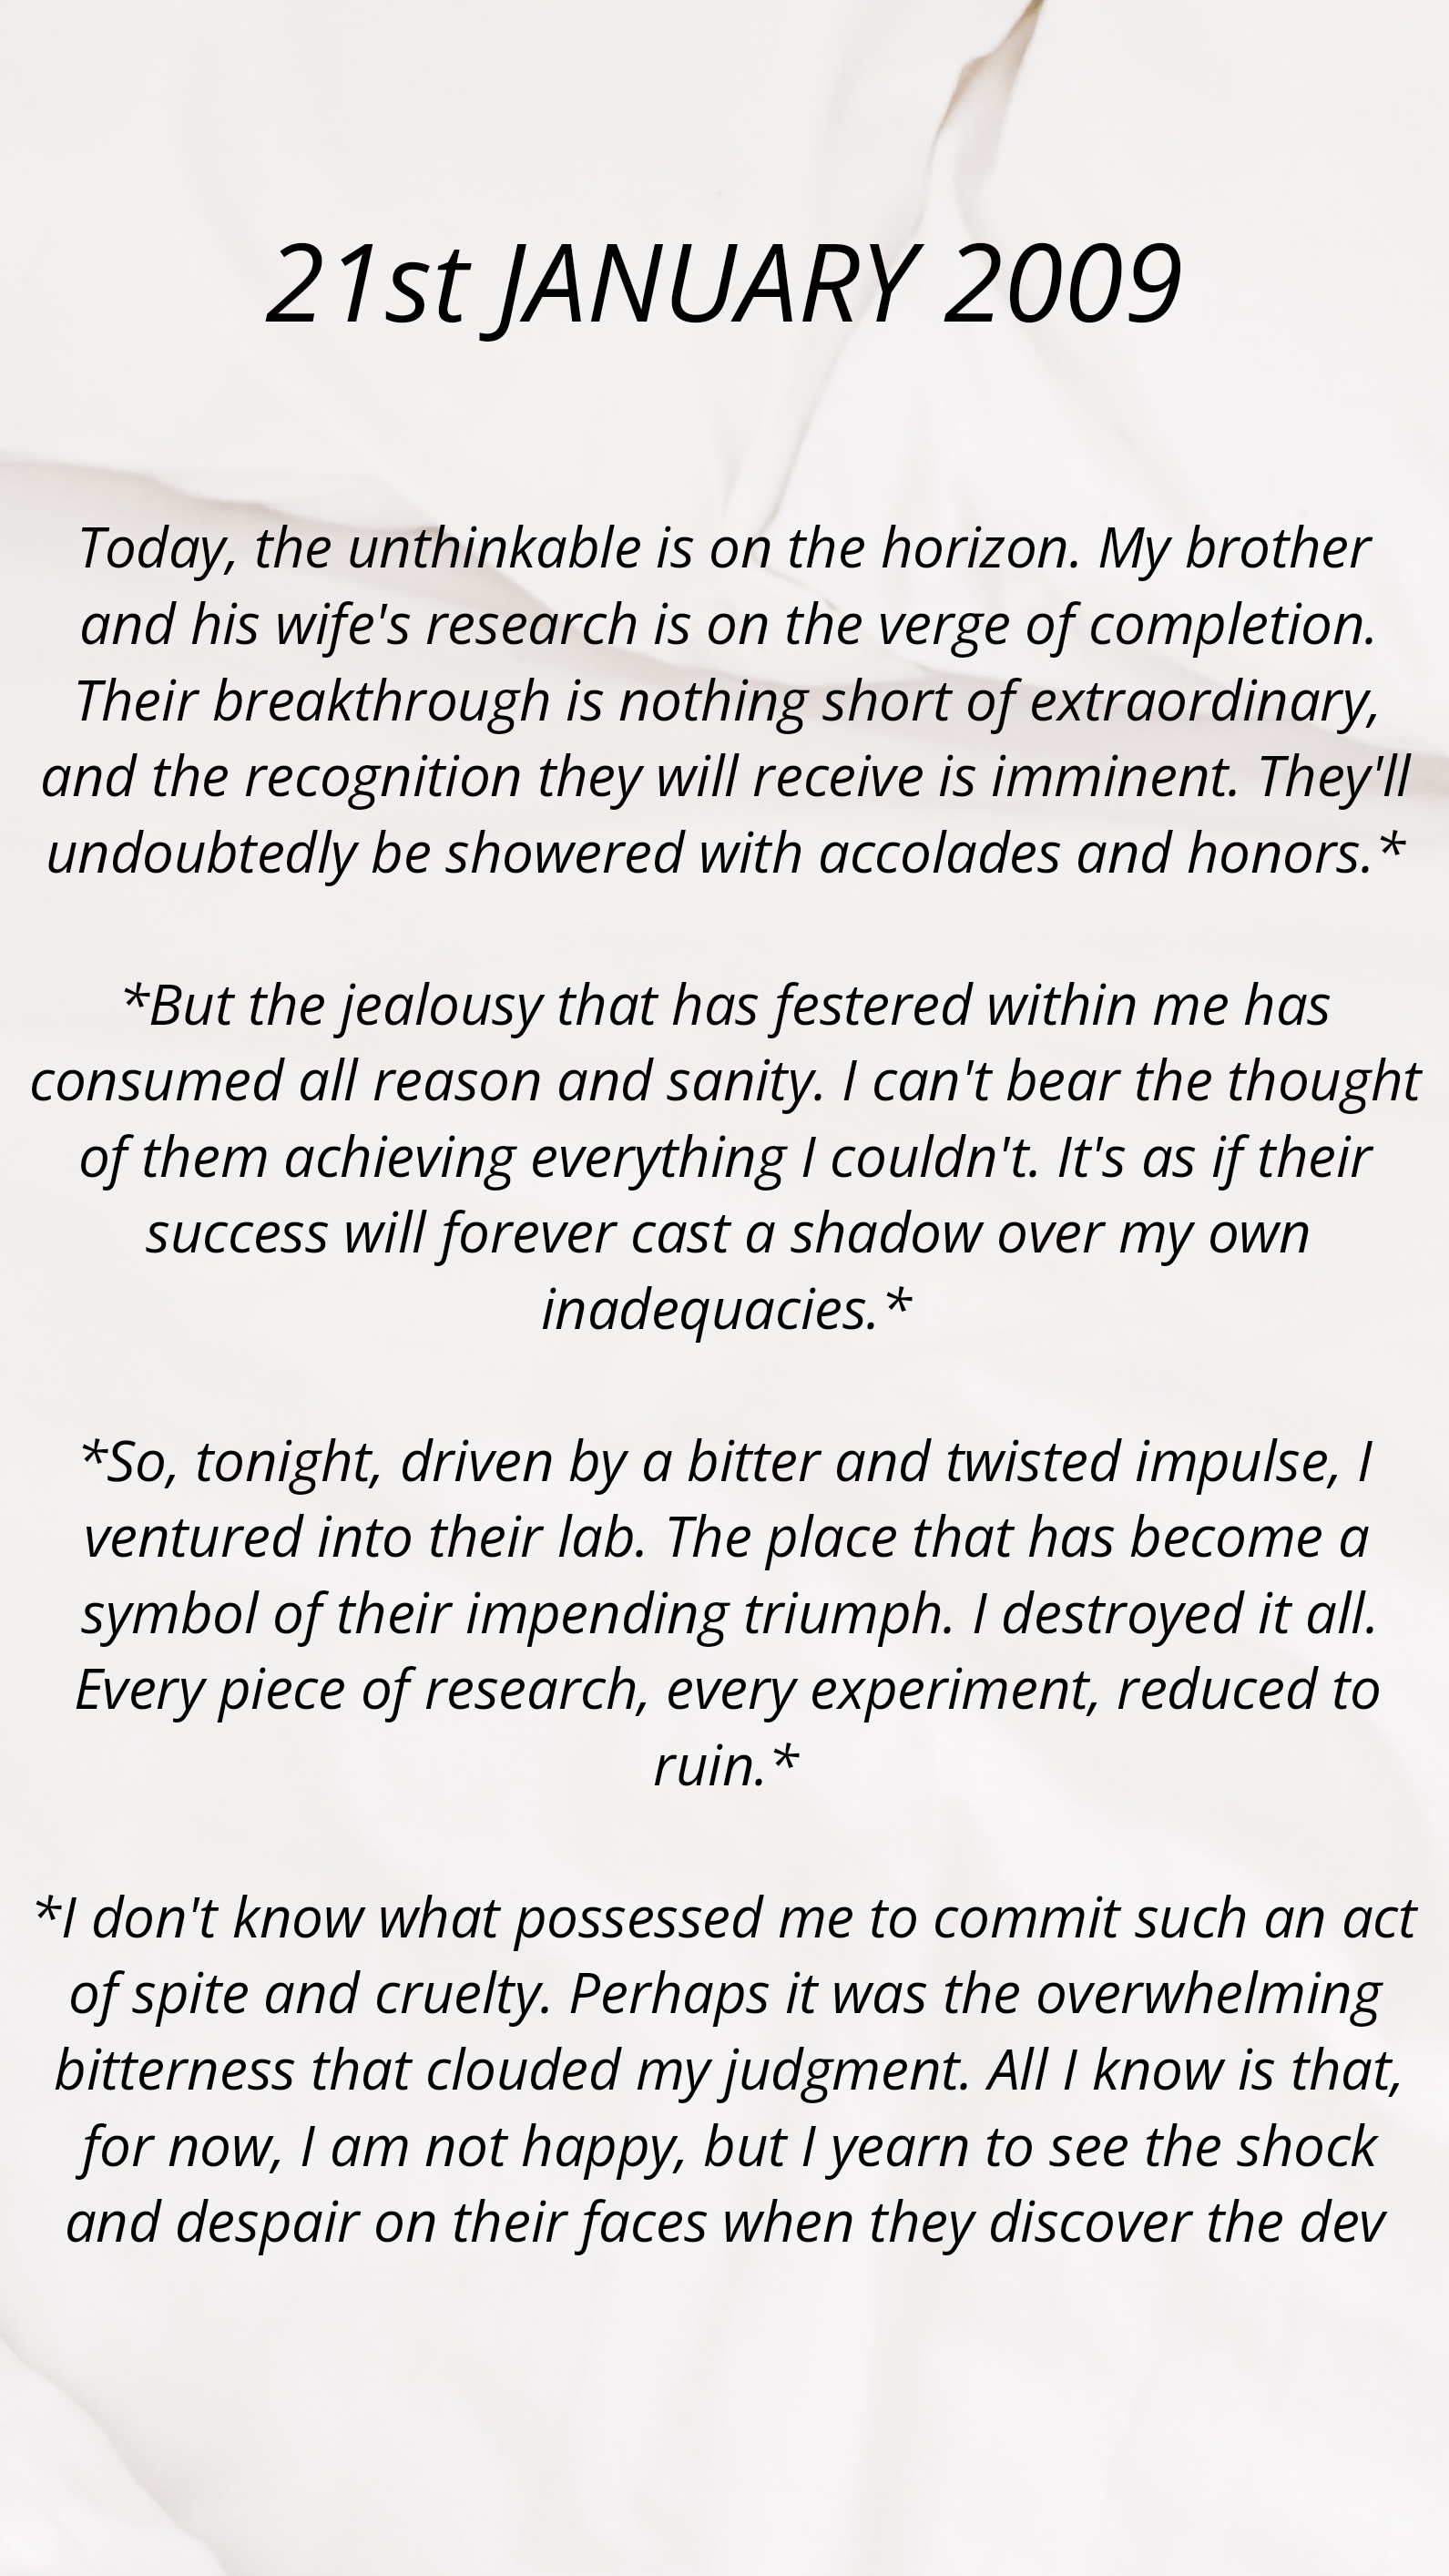 21st JANUARY 2009
Today, the unthinkable is on the horizon. My brother
and his wife's research is on the verge of completion.
Their breakthrough is nothing short of extraordinary,
and the recognition they will receive is imminent. They'll
undoubtedly be showered with accolades and honors.*
*But the jealousy that has festered within me has
consumed all reason and sanity. I can't bear the thought
of them achieving everything I couldn't. It's as if their
success will forever cast a shadow over my own
inadequacies.*
*So, tonight, driven by a bitter and twisted impulse, I
ventured into their lab. The place that has become a
symbol of their impending triumph. I destroyed it all.
Every piece of research, every experiment, reduced to
ruin.*
*I don't know what possessed me to commit such an act
of spite and cruelty. Perhaps it was the overwhelming
bitterness that clouded my judgment. All I know is that,
for now, I am not happy, but I yearn to see the shock
and despair on their faces when they discover the dev